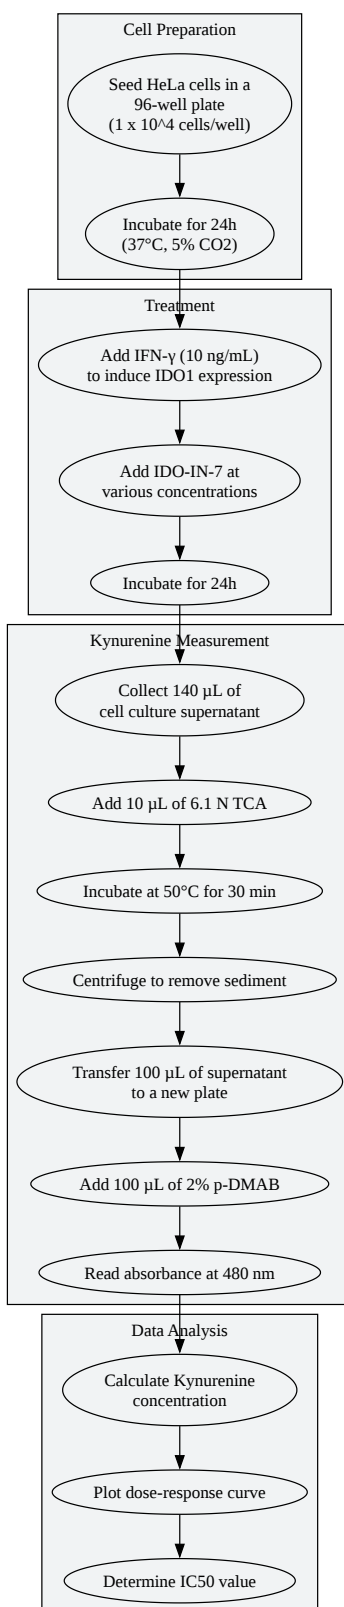 Cell Preparation
Seed HeLa cells in a
96-well plate
(1 x 10^4 cells/well)
Incubate for 24h
(37°C, 5% CO2)
Treatment
Add IFN-γ (10 ng/mL)
to induce IDO1 expression
Add IDO-IN-7 at
various concentrations
Incubate for 24h
Kynurenine Measurement
Collect 140 µL of
cell culture supernatant
Add 10 µL of 6.1 N TCA
Incubate at 50°C for 30 min
Centrifuge to remove sediment
Transfer 100 µL of supernatant
to a new plate
Add 100 µL of 2% p-DMAB
Read absorbance at 480 nm
Data Analysis
Calculate Kynurenine
concentration
Plot dose-response curve
Determine IC50 value